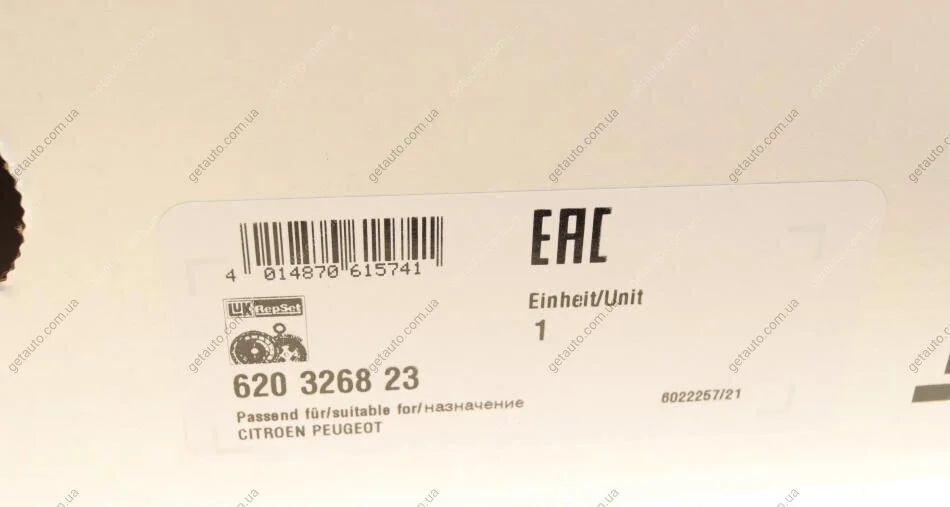 4 014870 615741
EAC
LUK RepSet
Einheit/Unit
1
620 3268 23
Passend für/suitable for/назначение
CITROEN PEUGEOT
6022257/21
getauto.com.ua